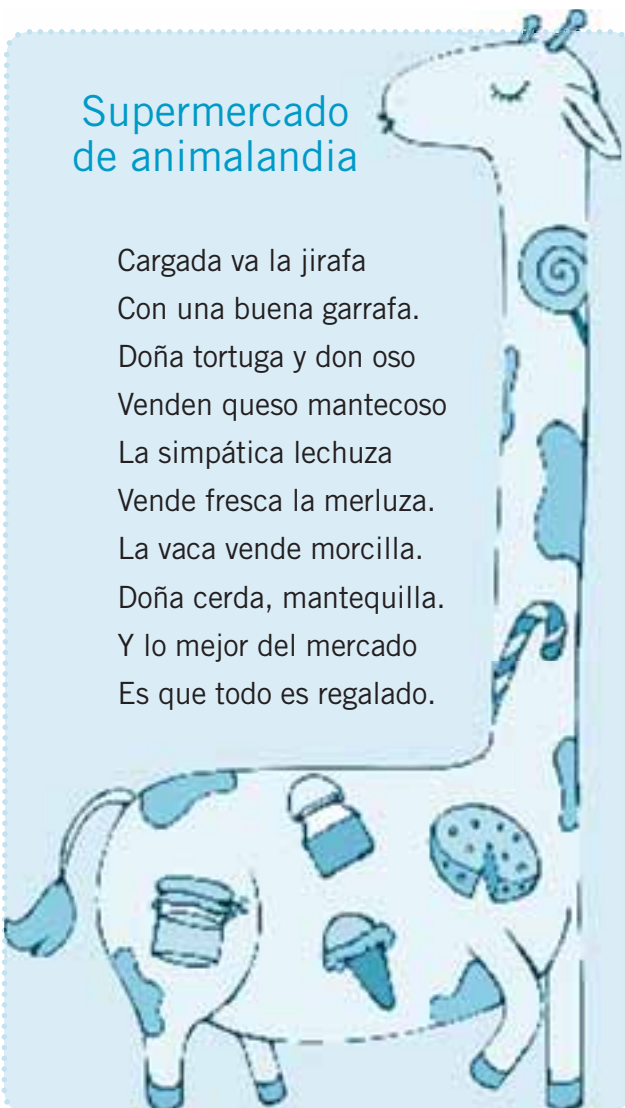 Supermercado
de animalandia
Cargada va la jirafa
Con una buena garrafa.
Doña tortuga y don oso
Venden queso mantecoso
La simpática lechuza
Vende fresca la merluza.
La vaca vende morcilla.
Doña cerda, mantequilla.
Y lo mejor del mercado
Es que todo es regalado.